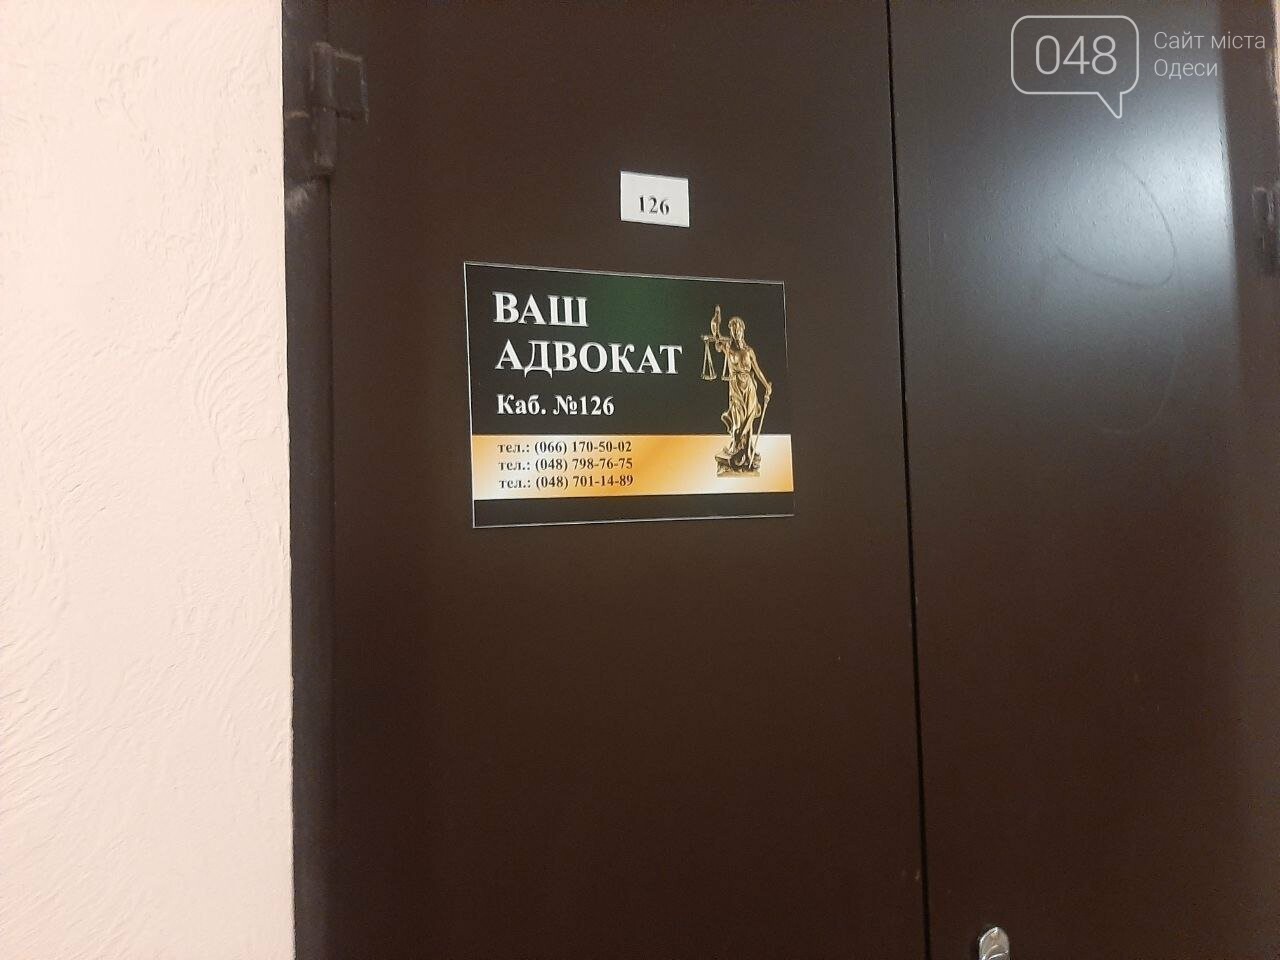 048
Сайт міста
Одеси
126
ВАШ
АДВОКАТ
Каб. №126
тел.: (066) 170-50-02
тел.: (048) 798-76-75
тел.: (048) 701-14-89